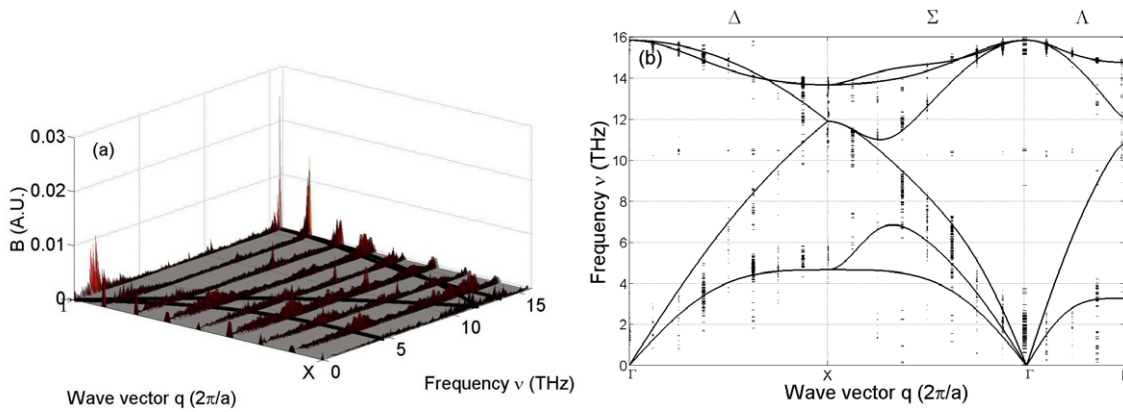 (a)
0.03
0.02
0.01
0
B (A.U.)
Γ
X
0
5
10
15
Wave vector q (2π/a)
Frequency ν (THz)
Δ
Σ
Λ
(b)
16
14
12
10
8
6
4
2
0
Frequency ν (THz)
Γ
X
Γ
Wave vector q (2π/a)